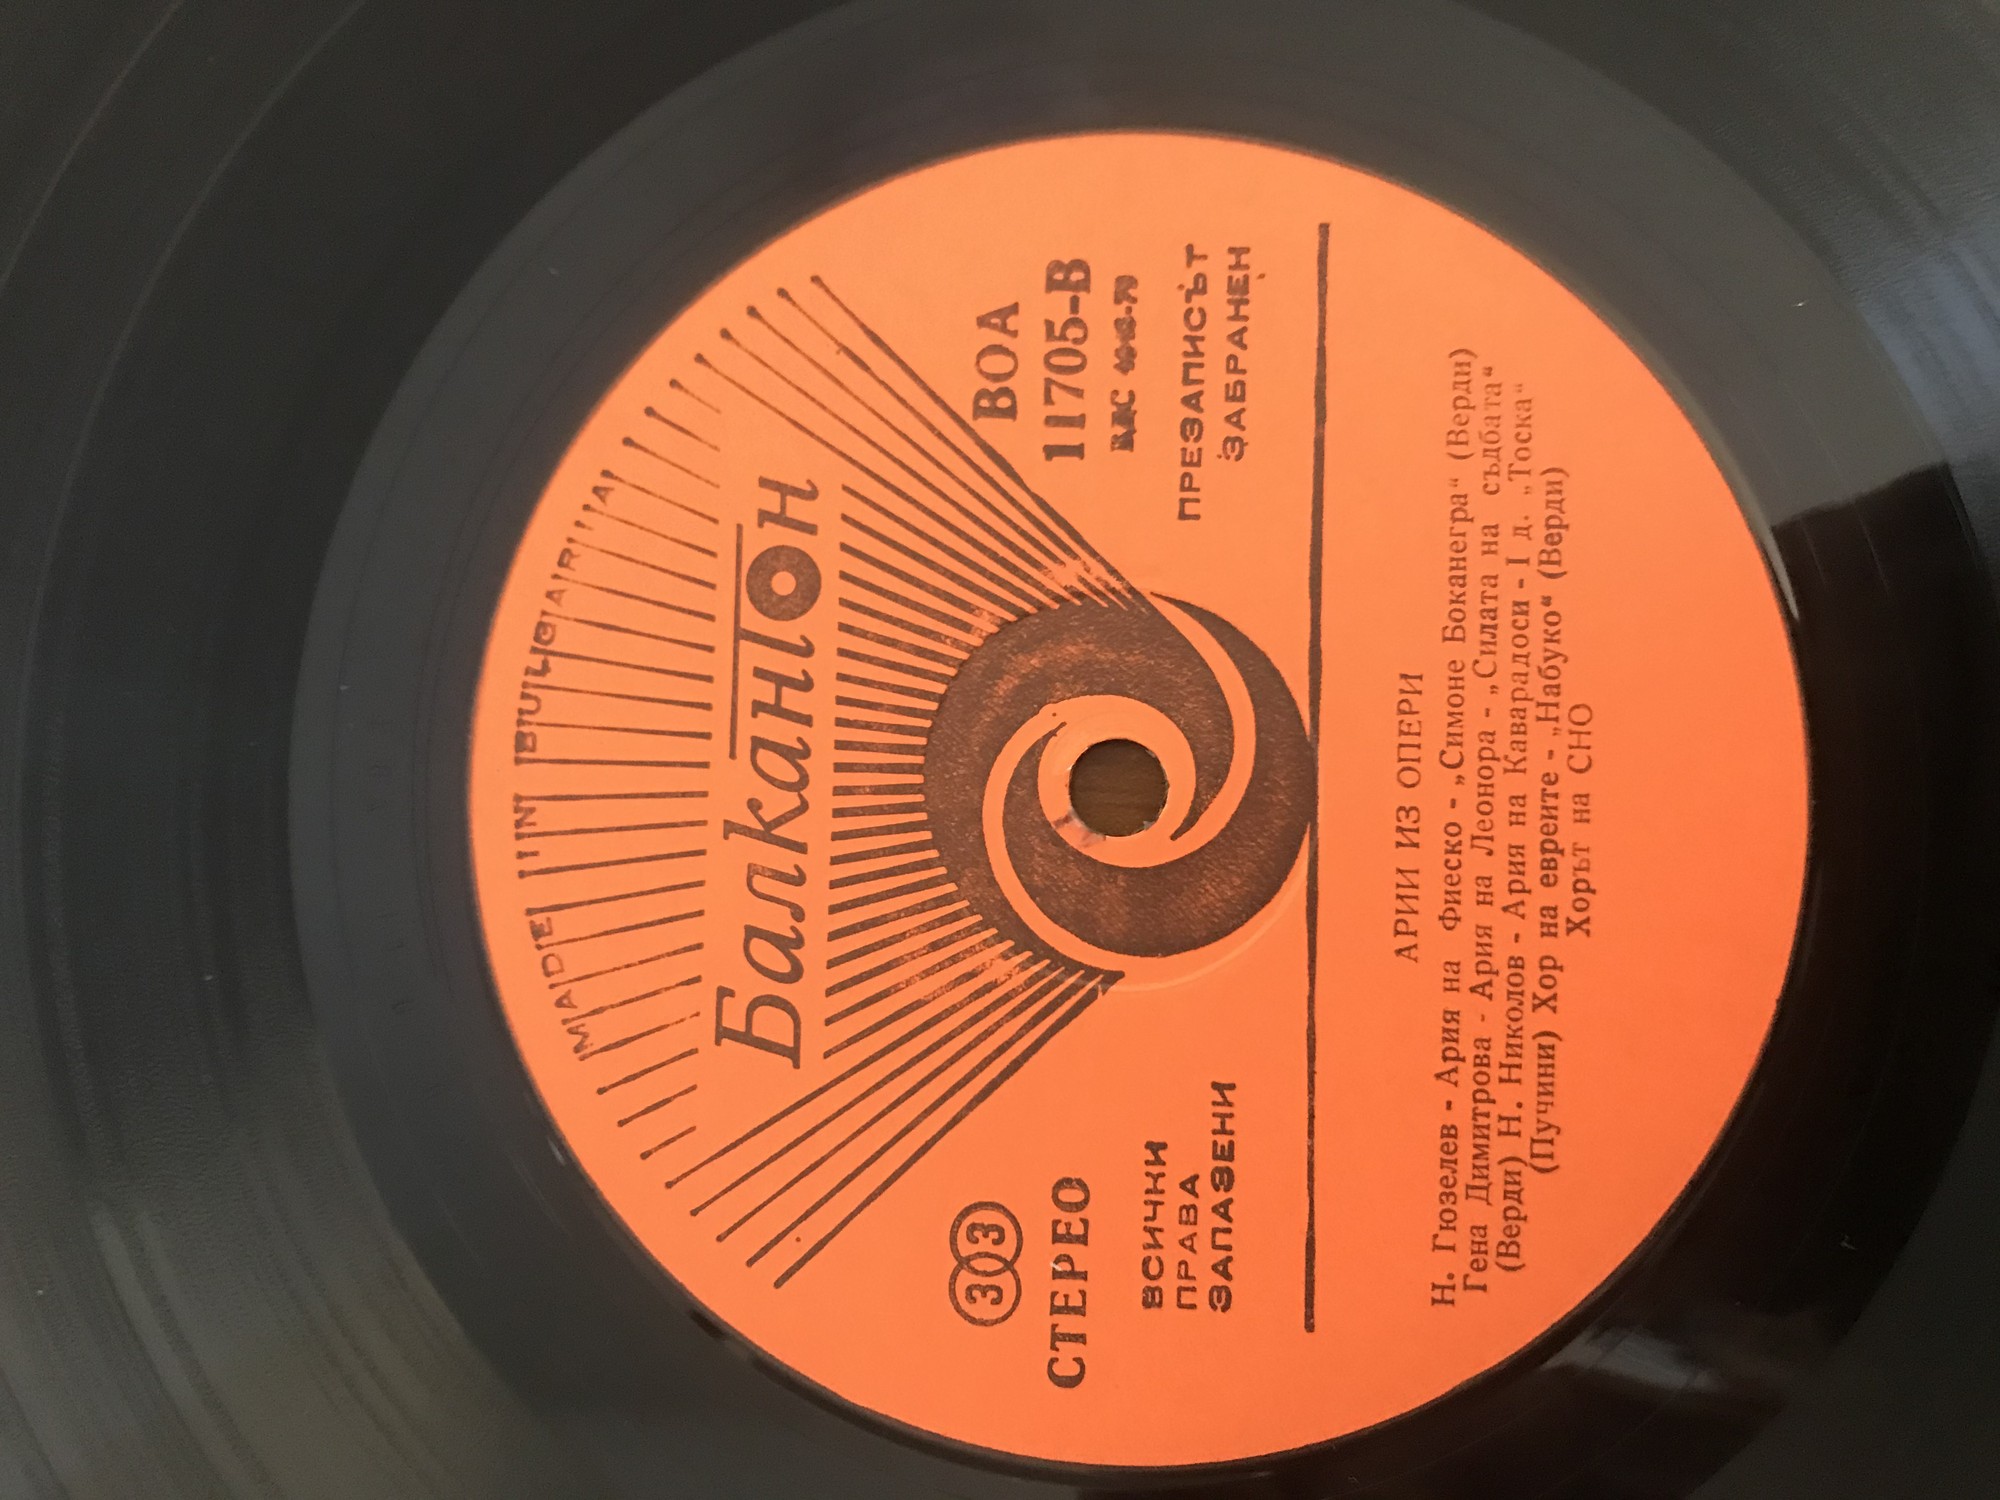 MADE IN BULGARIA
Балкантон
33
СТЕРЕО
ВСИЧКИ
ПРАВА
ЗАПАЗЕНИ
ВОА
11705-В
ПРЕЗАПИСЪТ
ЗАБРАНЕН
АРИИ ИЗ ОПЕРИ
Н. Гюзелев - Ария на Фиеско - „Симоне Боканегра“ (Верди)
Гена Димитрова - Ария на Леонора - „Силата на съдбата“
(Верди) Н. Николов - Ария на Каварадоси - I д. „Тоска“
(Пучини) Хор на евреите - „Набуко“ (Верди)
Хорът на СНО